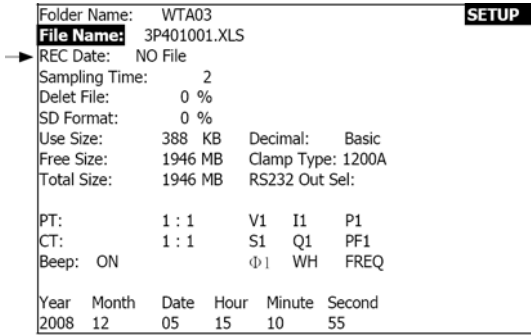 Folder Name: WTA03 SETUP
File Name: 3P401001.XLS
REC Date: NO File
Sampling Time: 2
Delet File: 0 %
SD Format: 0 %
Use Size: 388 KB Decimal: Basic
Free Size: 1946 MB Clamp Type: 1200A
Total Size: 1946 MB RS232 Out Sel:
PT: 1 : 1 V1 I1 P1
CT: 1 : 1 S1 Q1 PF1
Beep: ON Φ1 WH FREQ
Year Month Date Hour Minute Second
2008 12 05 15 10 55